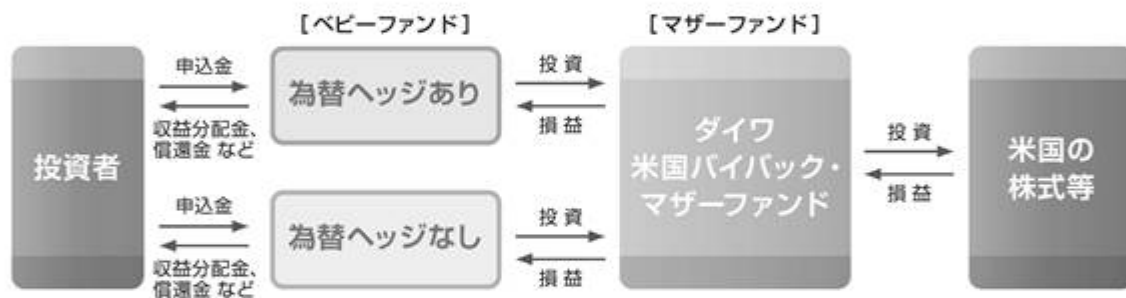 [ベビーファンド]
[マザーファンド]
投資者
申込金
収益分配金、
償還金 など
為替ヘッジあり
投 資
損 益
申込金
収益分配金、
償還金 など
為替ヘッジなし
投 資
損 益
ダイワ
米国バイバック・
マザーファンド
投 資
損 益
米国の
株式等